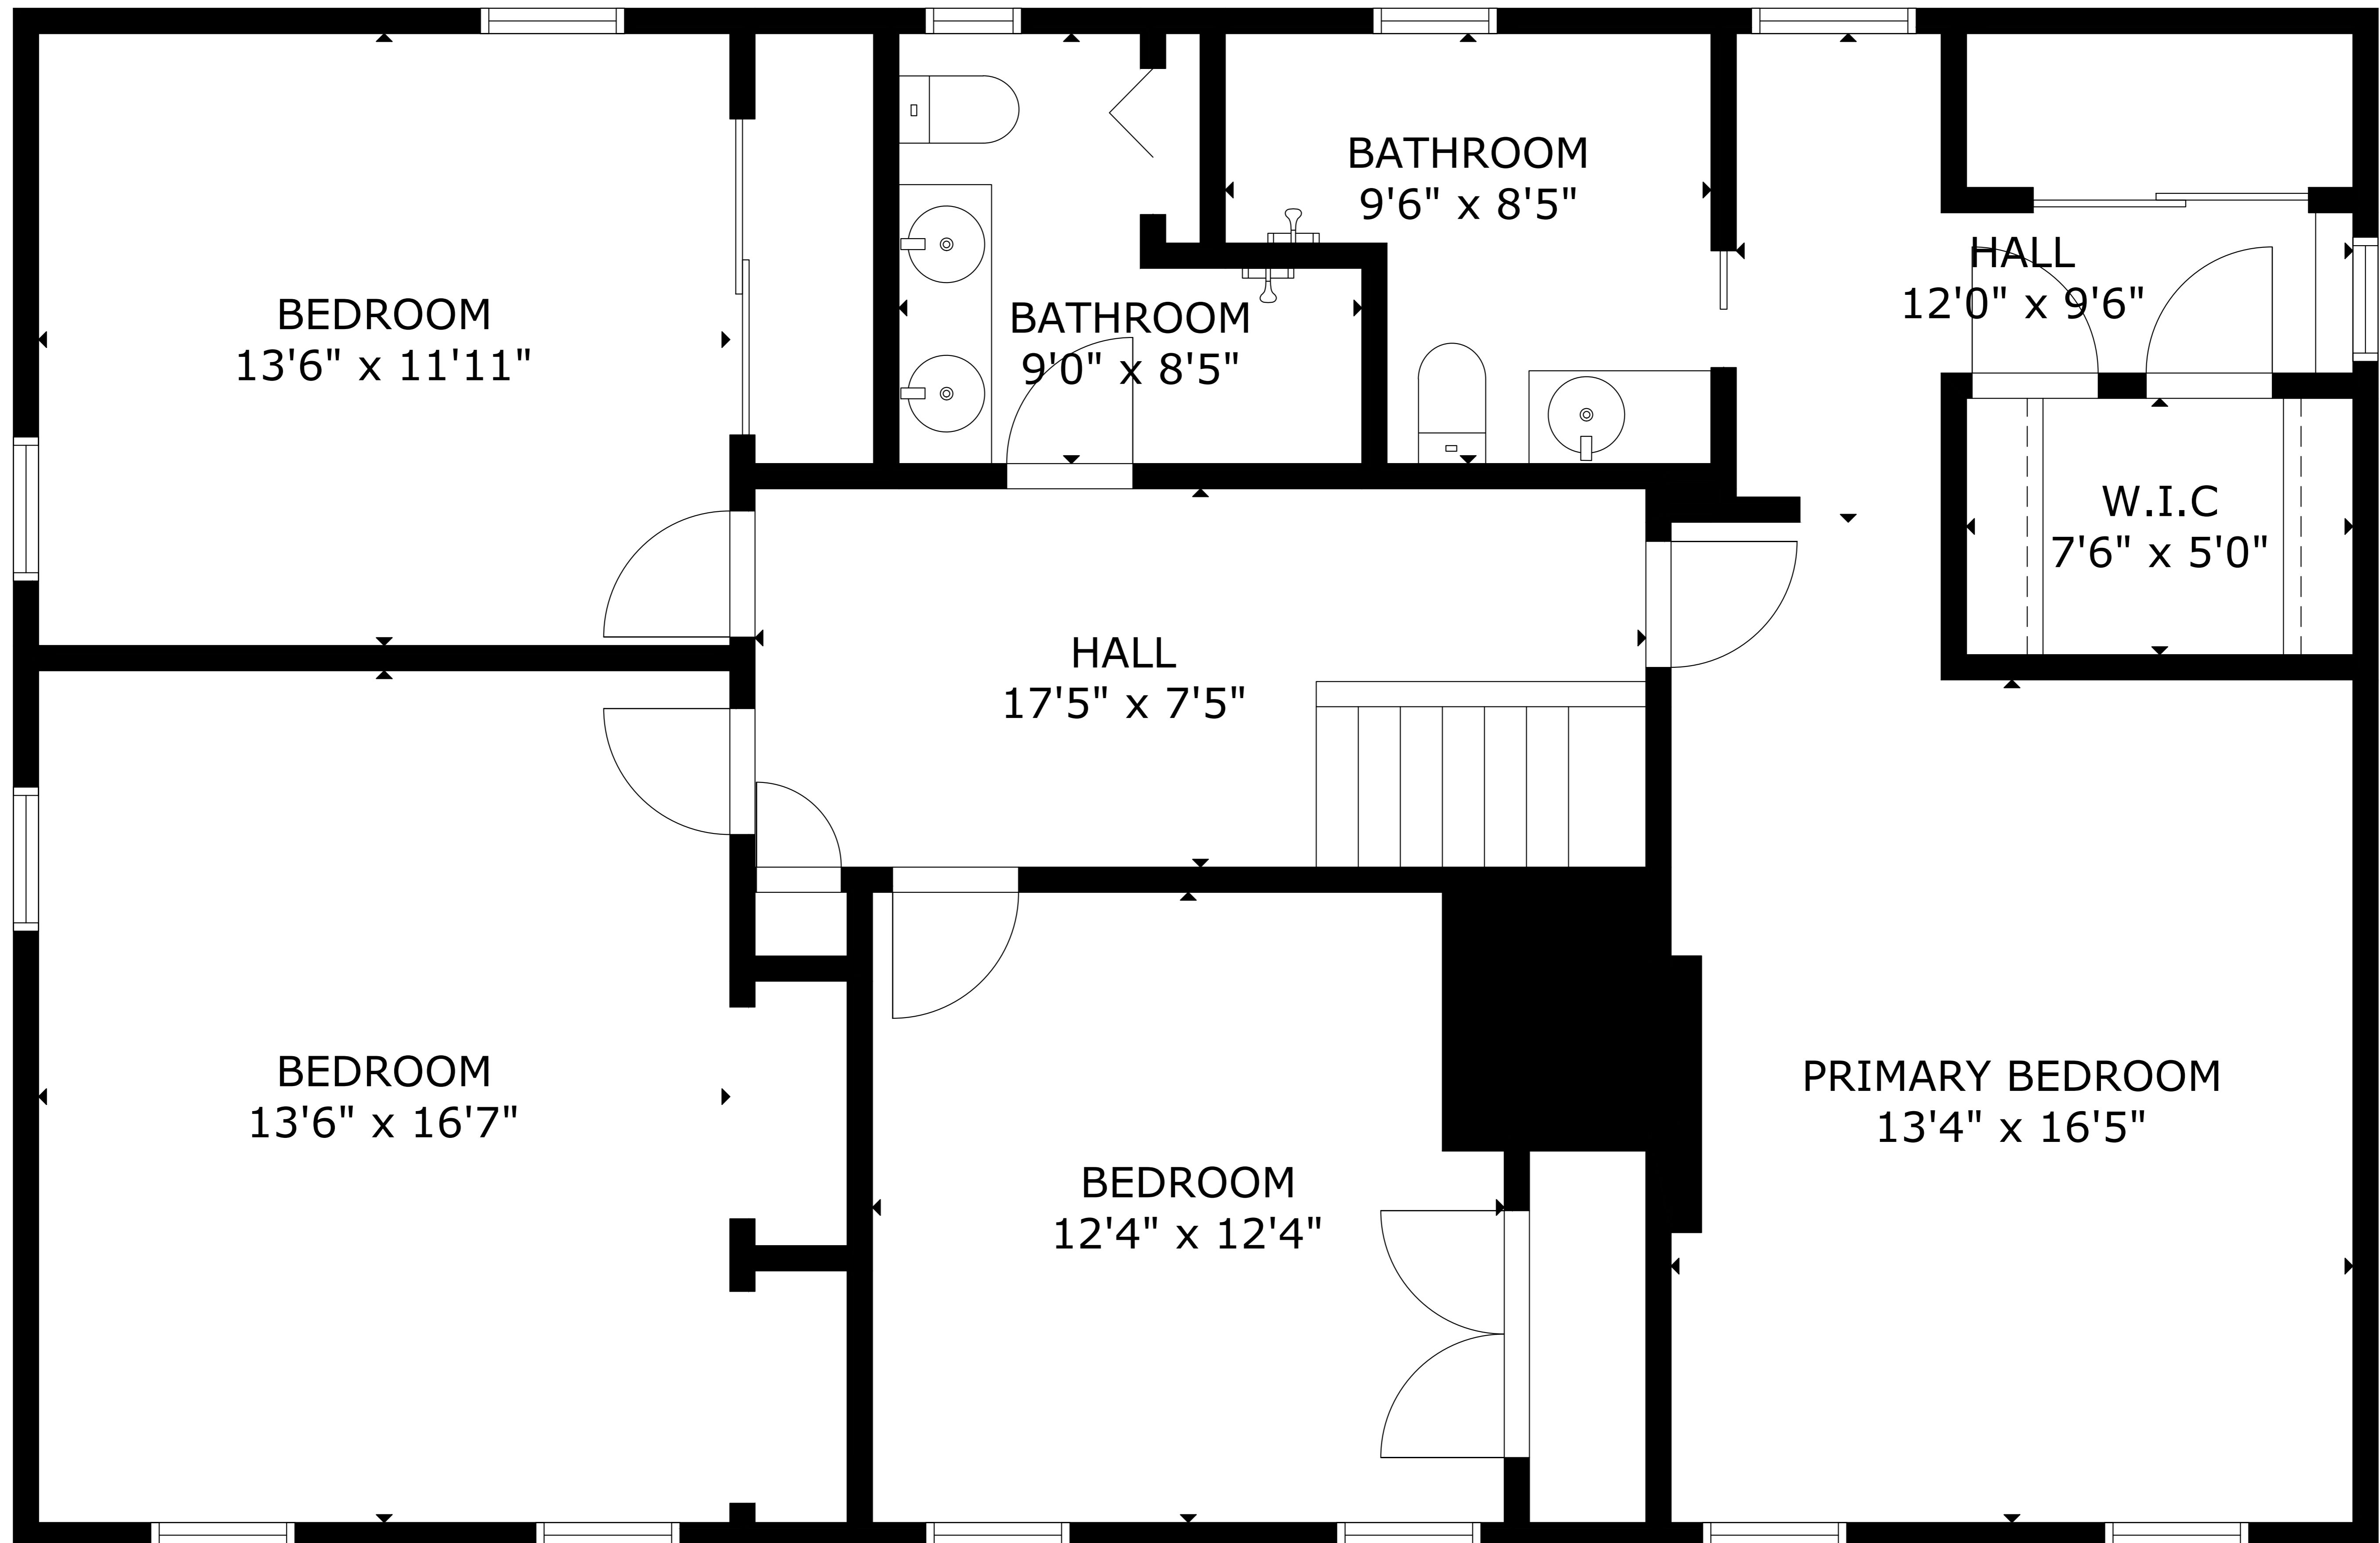 BATHROOM
9'6" x 8'5"
HALL
12'0" x 9'6"
BEDROOM
13'6" x 11'11"
BATHROOM
9'0" x 8'5"
W.I.C
7'6" x 5'0"
HALL
17'5" x 7'5"
BEDROOM
13'6" x 16'7"
PRIMARY BEDROOM
13'4" x 16'5"
BEDROOM
12'4" x 12'4"